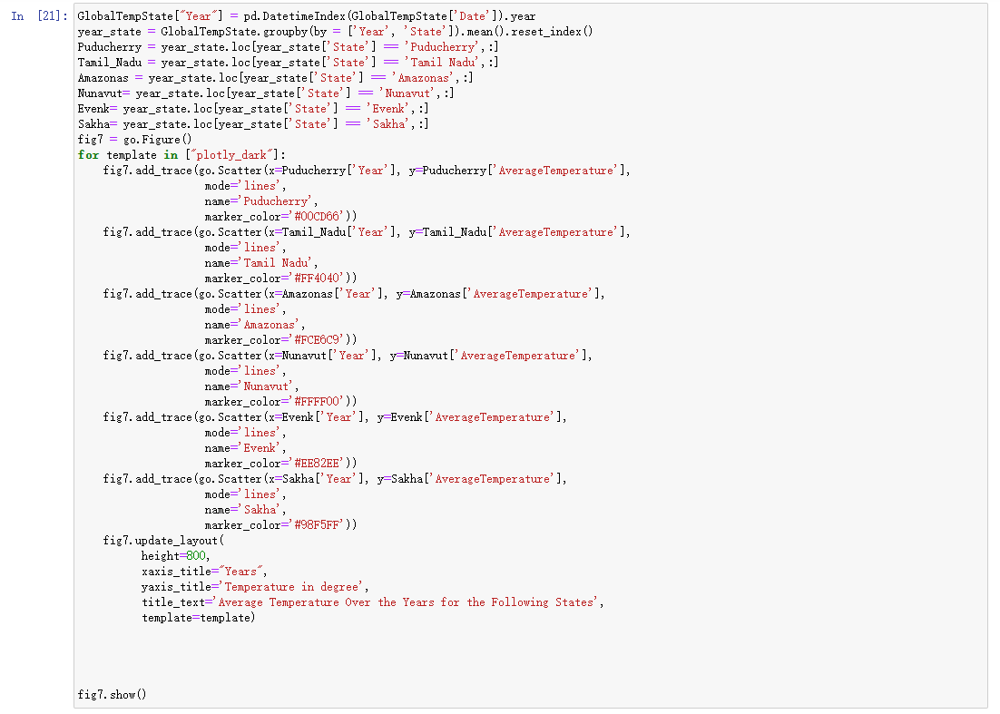 In [21]:
GlobalTempState["Year"] = pd.DatetimeIndex(GlobalTempState['Date']).year
year_state = GlobalTempState.groupby(by = ['Year', 'State']).mean().reset_index()
Puducherry = year_state.loc[year_state['State'] == 'Puducherry',:]
Tamil_Nadu = year_state.loc[year_state['State'] == 'Tamil Nadu',:]
Amazonas = year_state.loc[year_state['State'] == 'Amazonas',:]
Nunavut= year_state.loc[year_state['State'] == 'Nunavut',:]
Evenk= year_state.loc[year_state['State'] == 'Evenk',:]
Sakha= year_state.loc[year_state['State'] == 'Sakha',:]
fig7 = go.Figure()
for template in ["plotly_dark"]:
    fig7.add_trace(go.Scatter(x=Puducherry['Year'], y=Puducherry['AverageTemperature'],
                    mode='lines',
                    name='Puducherry',
                    marker_color='#00CD66'))
    fig7.add_trace(go.Scatter(x=Tamil_Nadu['Year'], y=Tamil_Nadu['AverageTemperature'],
                    mode='lines',
                    name='Tamil Nadu',
                    marker_color='#FF4040'))
    fig7.add_trace(go.Scatter(x=Amazonas['Year'], y=Amazonas['AverageTemperature'],
                    mode='lines',
                    name='Amazonas',
                    marker_color='#FCE6C9'))
    fig7.add_trace(go.Scatter(x=Nunavut['Year'], y=Nunavut['AverageTemperature'],
                    mode='lines',
                    name='Nunavut',
                    marker_color='#FFFF00'))
    fig7.add_trace(go.Scatter(x=Evenk['Year'], y=Evenk['AverageTemperature'],
                    mode='lines',
                    name='Evenk',
                    marker_color='#EE82EE'))
    fig7.add_trace(go.Scatter(x=Sakha['Year'], y=Sakha['AverageTemperature'],
                    mode='lines',
                    name='Sakha',
                    marker_color='#98F5FF'))
    fig7.update_layout(
          height=800,
          xaxis_title="Years",
          yaxis_title='Temperature in degree',
          title_text='Average Temperature Over the Years for the Following States',
          template=template)
fig7.show()